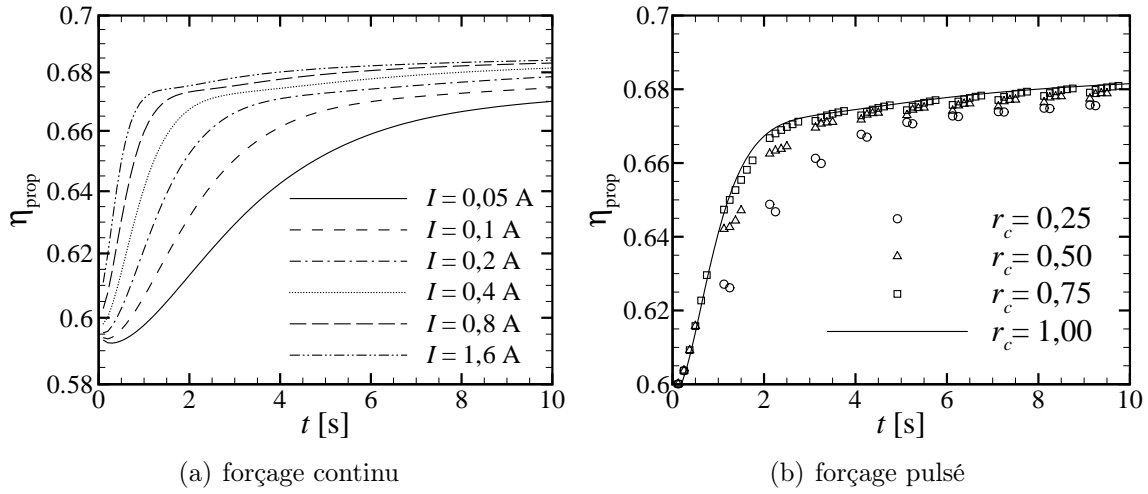 0.7
0.68
0.66
0.64
0.62
0.6
0.58
η_prop
0 2 4 6 8 10
t [s]
I = 0,05 A
I = 0,1 A
I = 0,2 A
I = 0,4 A
I = 0,8 A
I = 1,6 A
(a) forçage continu
0.7
0.68
0.66
0.64
0.62
0.6
η_prop
0 2 4 6 8 10
t [s]
r_c= 0,25
r_c= 0,50
r_c= 0,75
r_c= 1,00
(b) forçage pulsé